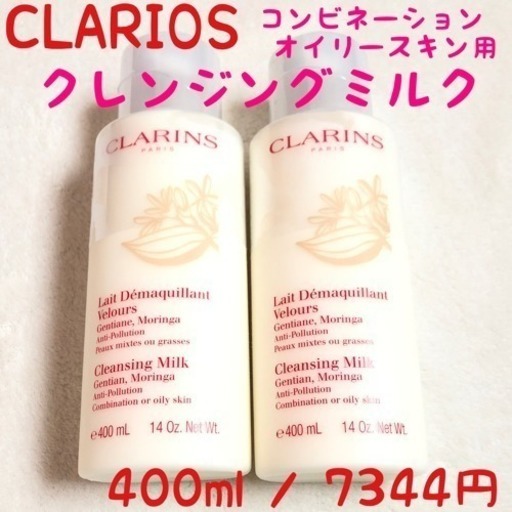 CLARIOS
コンビネーション
オイリースキン用
クレンジングミルク
CLARINS
PARIS
Lait Démaquillant
Velours
Gentiane, Moringa
Anti-Pollution
Peaux mixtes ou grasses
Cleansing Milk
Gentian, Moringa
Anti-Pollution
Combination or oily skin
e400 mL 14 Oz. Net Wt.
CLARINS
PARIS
Lait Démaquillant
Velours
Gentiane, Moringa
Anti-Pollution
Peaux mixtes ou grasses
Cleansing Milk
Gentian, Moringa
Anti-Pollution
Combination or oily skin
e400 mL 14 Oz. Net Wt.
400ml / 7344円